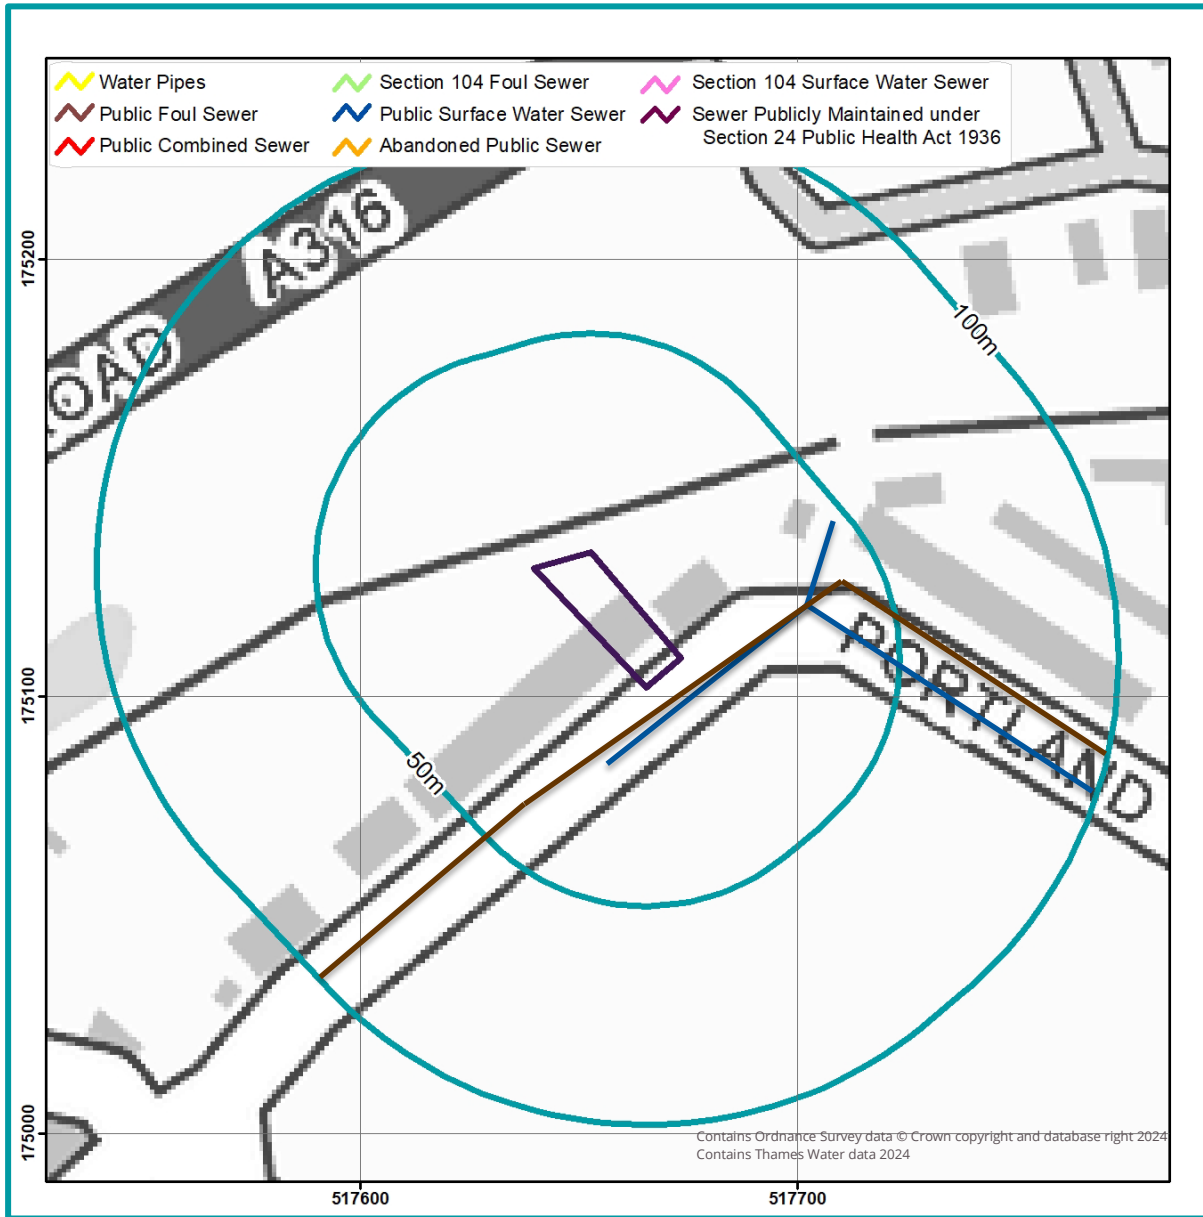 Water Pipes
Public Foul Sewer
Public Combined Sewer
Section 104 Foul Sewer
Public Surface Water Sewer
Abandoned Public Sewer
Section 104 Surface Water Sewer
Sewer Publicly Maintained under
Section 24 Public Health Act 1936
A316
OAD
100m
50m
PORTLAND
175200
175100
175000
517600
517700
Contains Ordnance Survey data © Crown copyright and database right 2024
Contains Thames Water data 2024